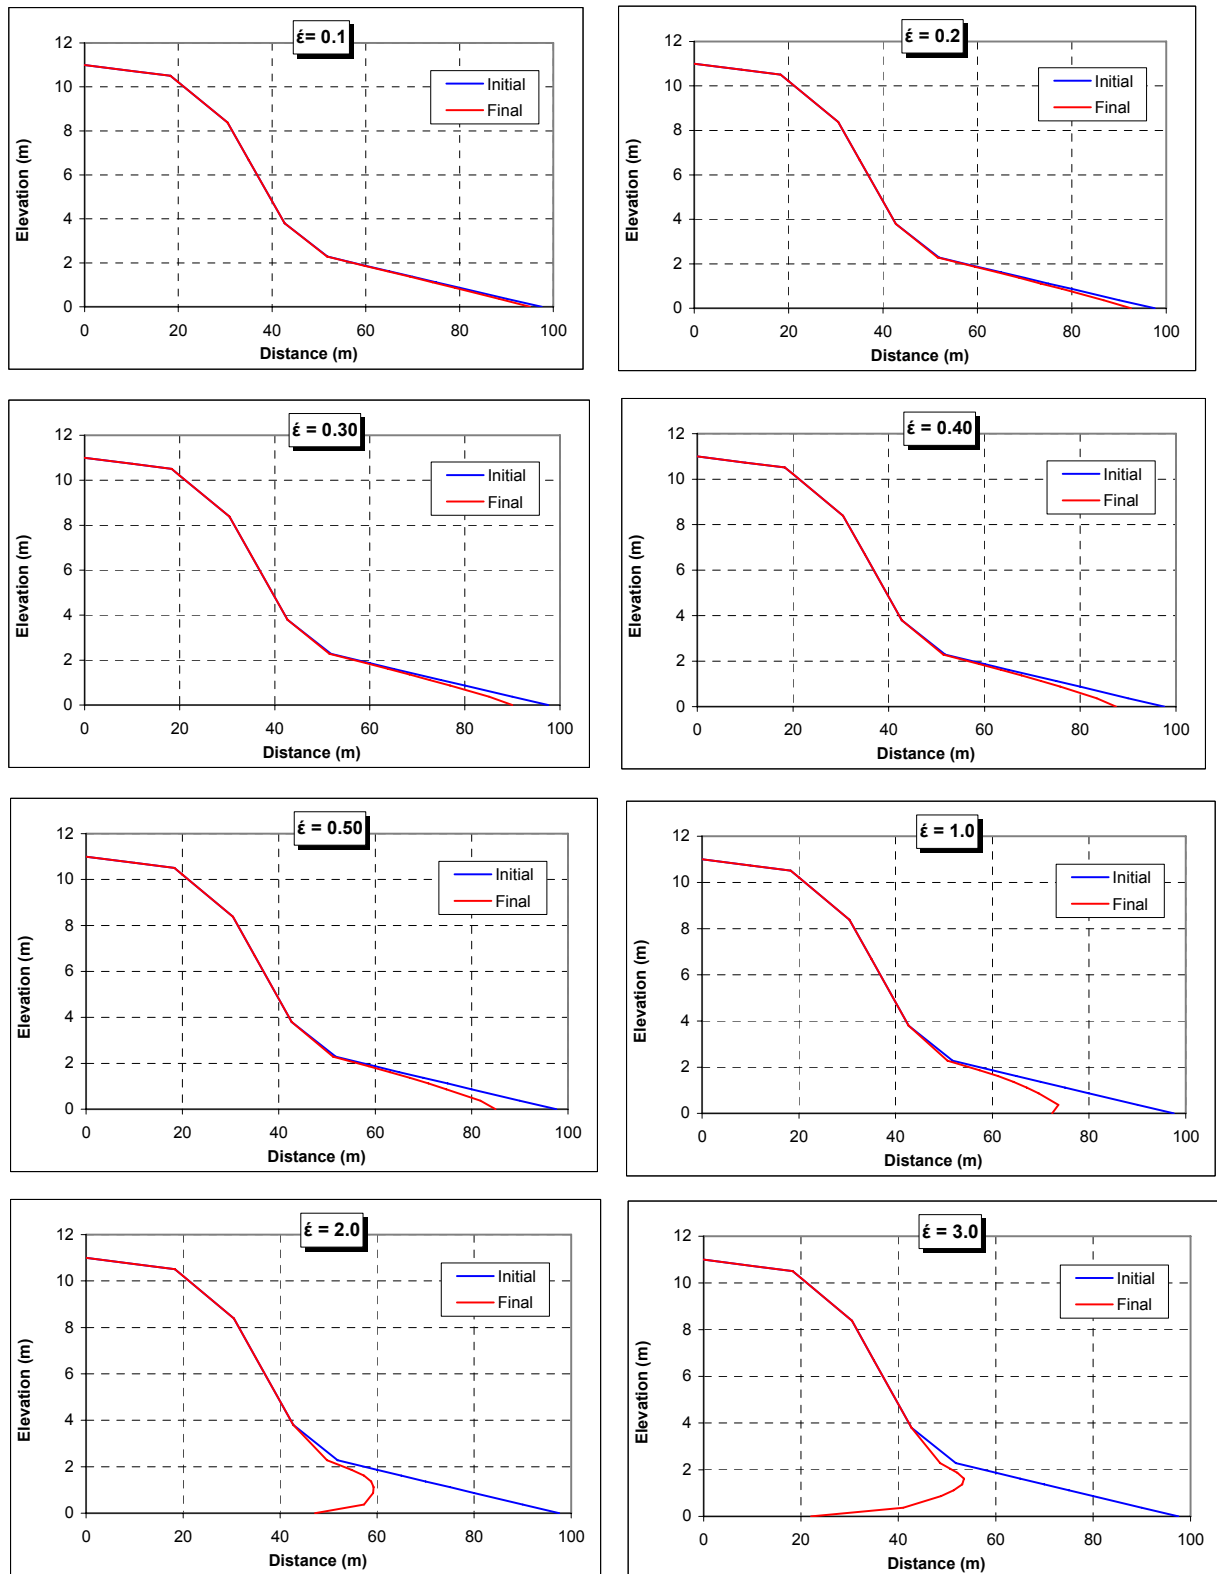 έ= 0.1
12
10
8
6
4
2
0
Elevation (m)
Initial
Final
0 20 40 60 80 100
Distance (m)
έ = 0.2
12
10
8
6
4
2
0
Elevation (m)
Initial
Final
0 20 40 60 80 100
Distance (m)
έ = 0.30
12
10
8
6
4
2
0
Elevation (m)
Initial
Final
0 20 40 60 80 100
Distance (m)
έ = 0.40
12
10
8
6
4
2
0
Elevation (m)
Initial
Final
0 20 40 60 80 100
Distance (m)
έ = 0.50
12
10
8
6
4
2
0
Elevation (m)
Initial
Final
0 20 40 60 80 100
Distance (m)
έ = 1.0
12
10
8
6
4
2
0
Elevation (m)
Initial
Final
0 20 40 60 80 100
Distance (m)
έ = 2.0
12
10
8
6
4
2
0
Elevation (m)
Initial
Final
0 20 40 60 80 100
Distance (m)
έ = 3.0
12
10
8
6
4
2
0
Elevation (m)
Initial
Final
0 20 40 60 80 100
Distance (m)